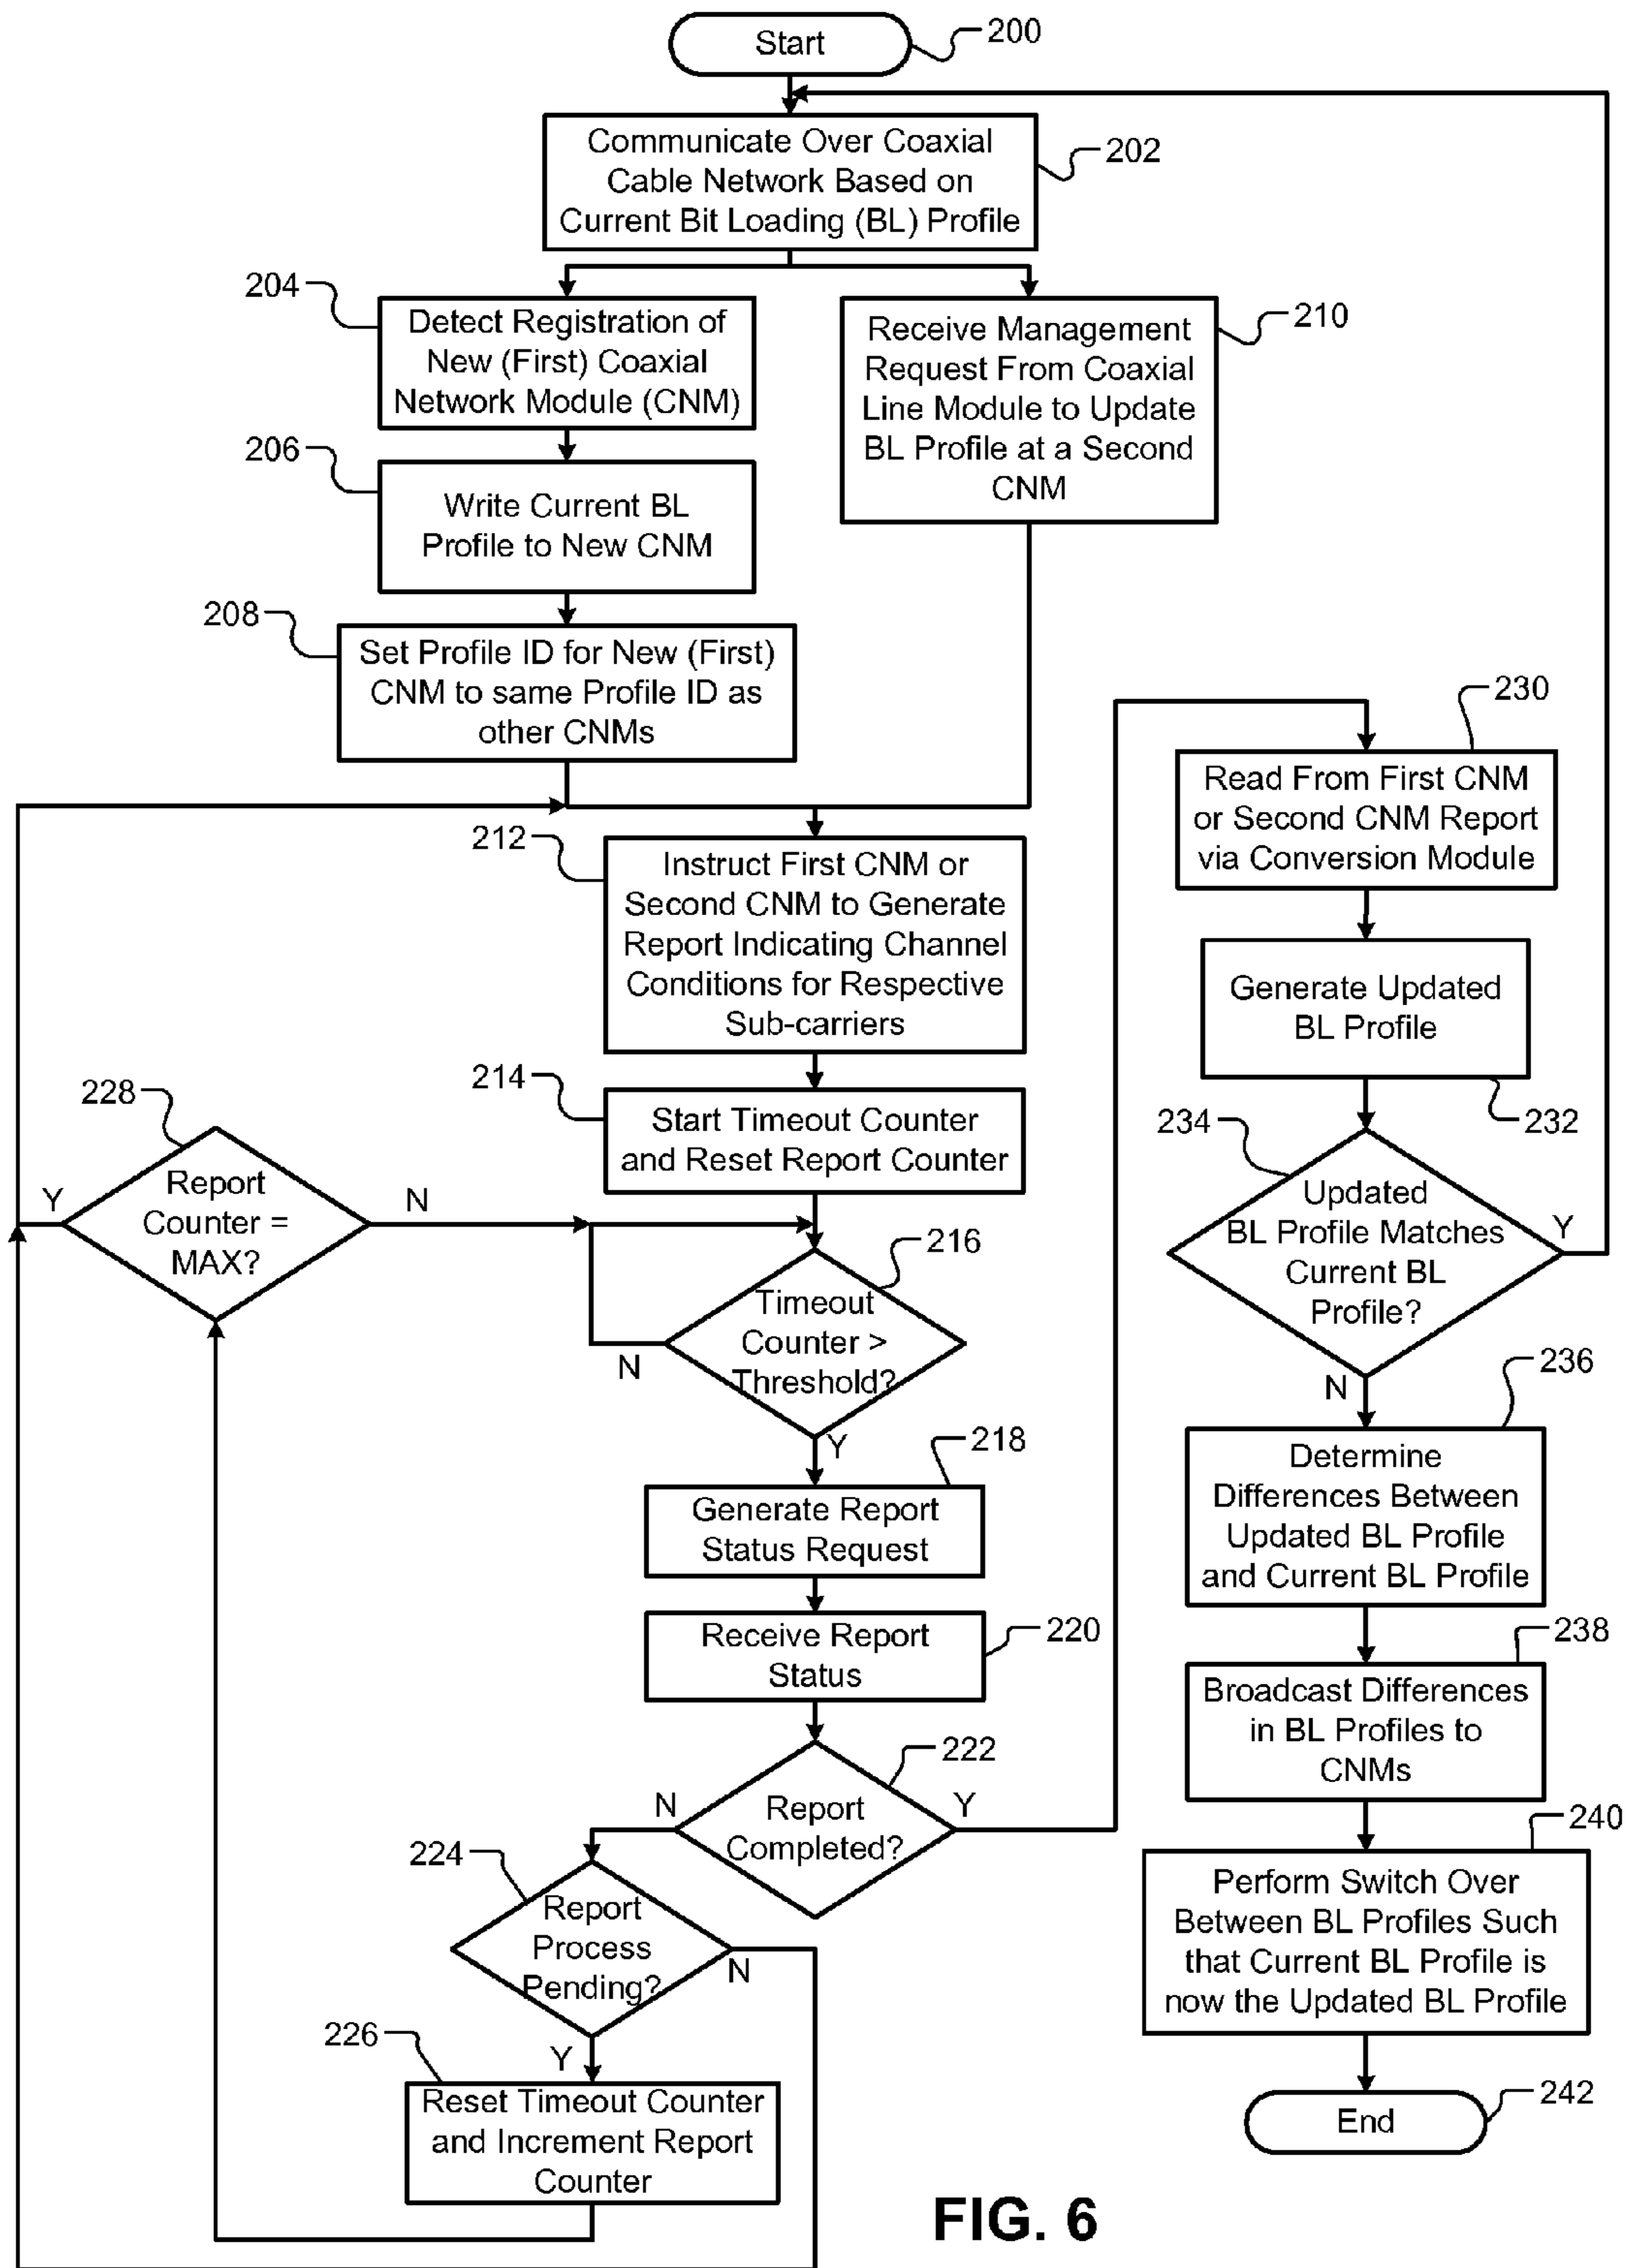 Start
200
Communicate Over Coaxial
Cable Network Based on
Current Bit Loading (BL) Profile
202
204
Detect Registration of
New (First) Coaxial
Network Module (CNM)
210
Receive Management
Request From Coaxial
Line Module to Update
BL Profile at a Second
CNM
206
Write Current BL
Profile to New CNM
208
Set Profile ID for New (First)
CNM to same Profile ID as
other CNMs
212
Instruct First CNM or
Second CNM to Generate
Report Indicating Channel
Conditions for Respective
Sub-carriers
214
Start Timeout Counter
and Reset Report Counter
228
Report
Counter =
MAX?
Y
N
216
Timeout
Counter >
Threshold?
N
Y
218
Generate Report
Status Request
220
Receive Report
Status
222
Report
Completed?
N
Y
224
Report
Process
Pending?
N
Y
226
Reset Timeout Counter
and Increment Report
Counter
230
Read From First CNM
or Second CNM Report
via Conversion Module
Generate Updated
BL Profile
232
234
Updated
BL Profile Matches
Current BL
Profile?
Y
N
236
Determine
Differences Between
Updated BL Profile
and Current BL Profile
238
Broadcast Differences
in BL Profiles to
CNMs
240
Perform Switch Over
Between BL Profiles Such
that Current BL Profile is
now the Updated BL Profile
End
242
FIG. 6